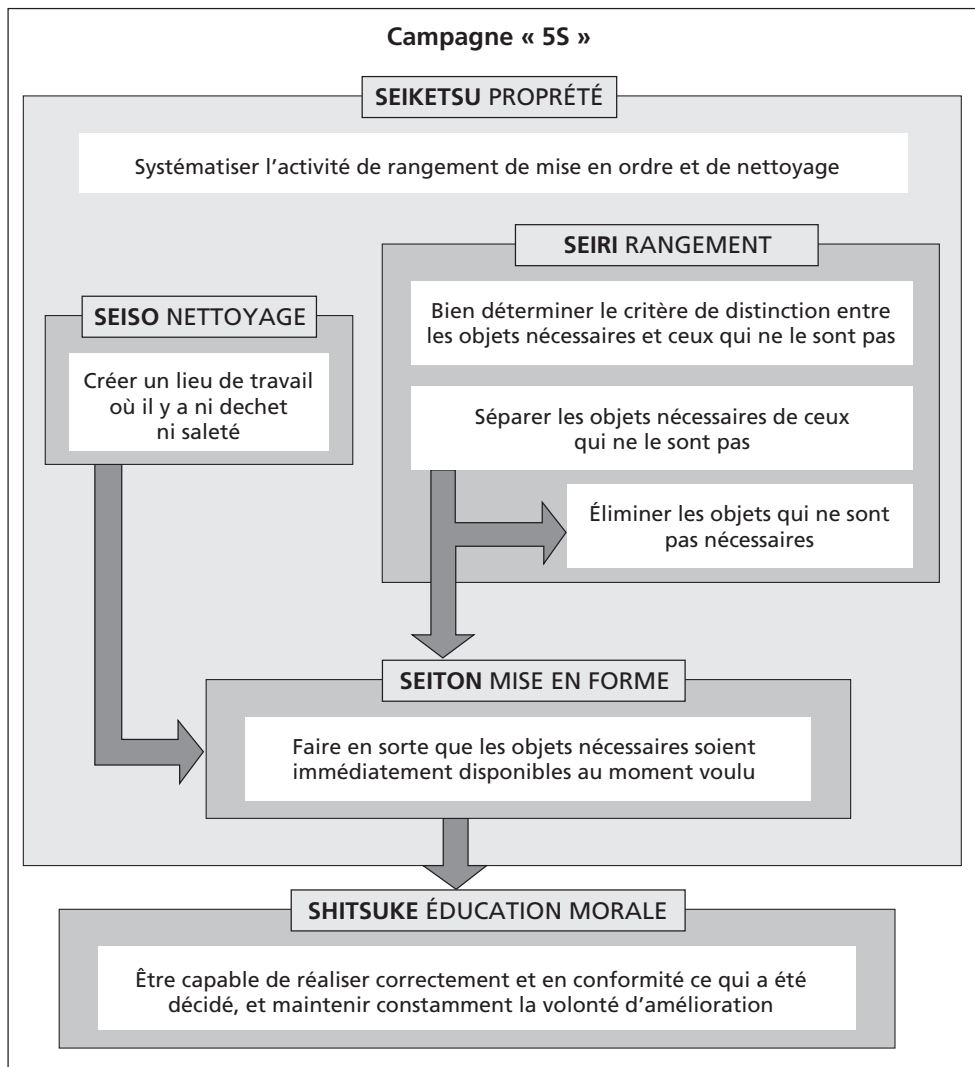 Campagne « 5S »
SEIKETSU PROPRÉTÉ
Systématiser l’activité de rangement de mise en ordre et de nettoyage
SEIRI RANGEMENT
Bien déterminer le critère de distinction entre
les objets nécessaires et ceux qui ne le sont pas
SEISO NETTOYAGE
Créer un lieu de travail
où il y a ni dechet
ni saleté
Séparer les objets nécessaires de ceux
qui ne le sont pas
Éliminer les objets qui ne sont
pas nécessaires
SEITON MISE EN FORME
Faire en sorte que les objets nécessaires soient
immédiatement disponibles au moment voulu
SHITSUKE ÉDUCATION MORALE
Être capable de réaliser correctement et en conformité ce qui a été
décidé, et maintenir constamment la volonté d’amélioration